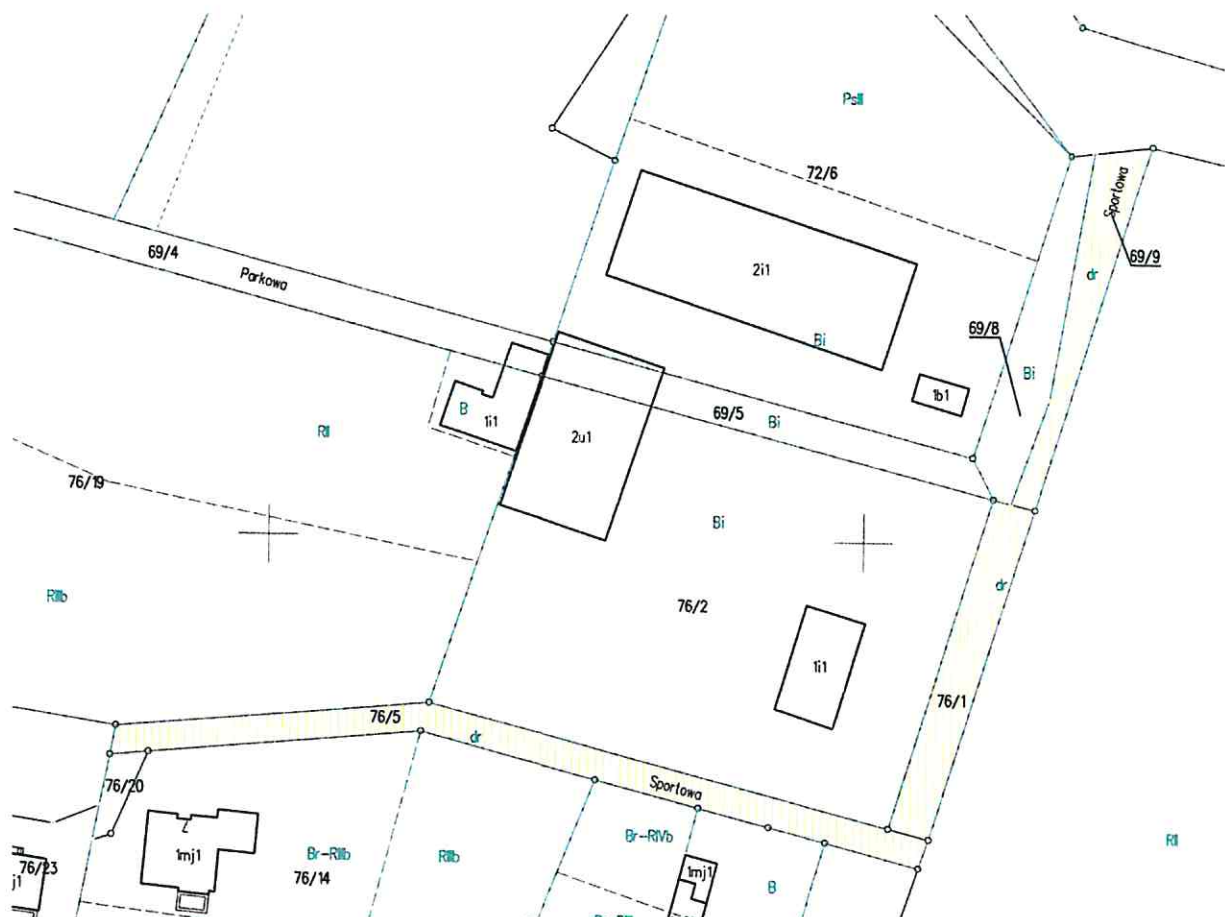 PsIII
72/6
Sportowa
69/4
Parkowa
dr
69/9
2i1
69/8
Bi
Bi
1b1
B
1i1
69/5
Bi
RII
2u1
76/19
Bi
dr
RIIIb
76/2
1i1
76/1
76/5
dr
Sportowa
76/20
Br-RIVb
1mj1
Br-RIIIb
RIIIb
RII
76/23
j1
76/14
1mj1
B